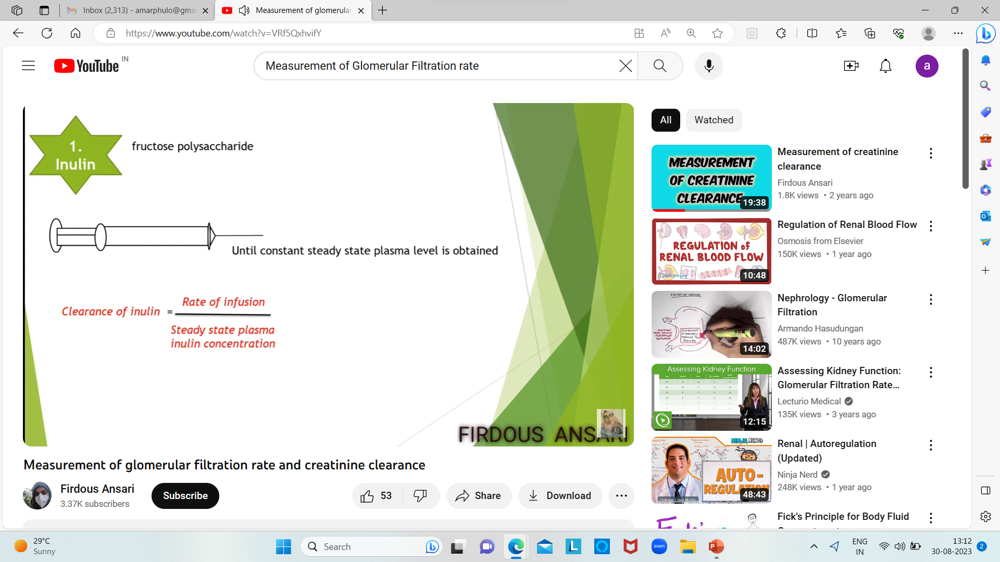 Inbox (2,313) - amarphulo@gma
Measurement of glomerular
https://www.youtube.com/watch?v=VRf5QxhvifY
YouTube IN
Measurement of Glomerular Filtration rate
a
1.
Inulin
fructose polysaccharide
Until constant steady state plasma level is obtained
Clearance of inulin = Rate of infusion
Steady state plasma
inulin concentration
FIRDOUS ANSARI
Measurement of glomerular filtration rate and creatinine clearance
Firdous Ansari
3.37K subscribers
Subscribe
53
Share
Download
All
Watched
MEASUREMENT
OF CREATININE
CLEARANCE
19:38
Measurement of creatinine
clearance
Firdous Ansari
1.8K views • 2 years ago
REGULATION of
RENAL BLOOD FLOW
10:48
Regulation of Renal Blood Flow
Osmosis from Elsevier
150K views • 1 year ago
FILTRATION PRESSURE
14:02
Nephrology - Glomerular
Filtration
Armando Hasudungan
487K views • 10 years ago
Assessing Kidney Function
12:15
Assessing Kidney Function:
Glomerular Filtration Rate...
Lecturio Medical
135K views • 3 years ago
NINJA NERD
AUTO-
REGULATION
Professor | Zach Murphy
48:43
Renal | Autoregulation
(Updated)
Ninja Nerd
248K views • 1 year ago
Fick's Principle for Body Fluid
29°C
Sunny
Search
zoom
ENG
IN
13:12
30-08-2023
2